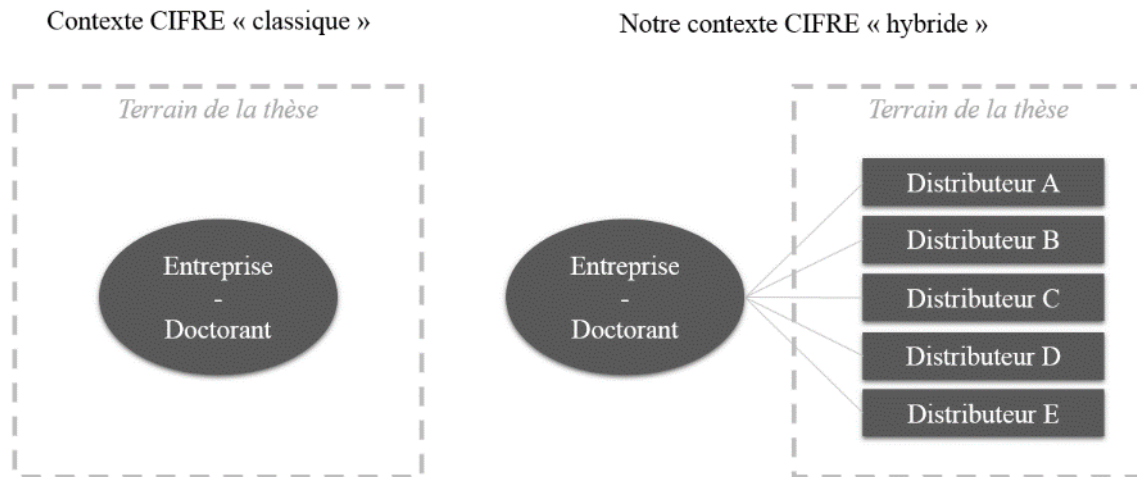 Contexte CIFRE « classique »
Terrain de la thèse
Entreprise
-
Doctorant
Notre contexte CIFRE « hybride »
Terrain de la thèse
Entreprise
-
Doctorant
Distributeur A
Distributeur B
Distributeur C
Distributeur D
Distributeur E